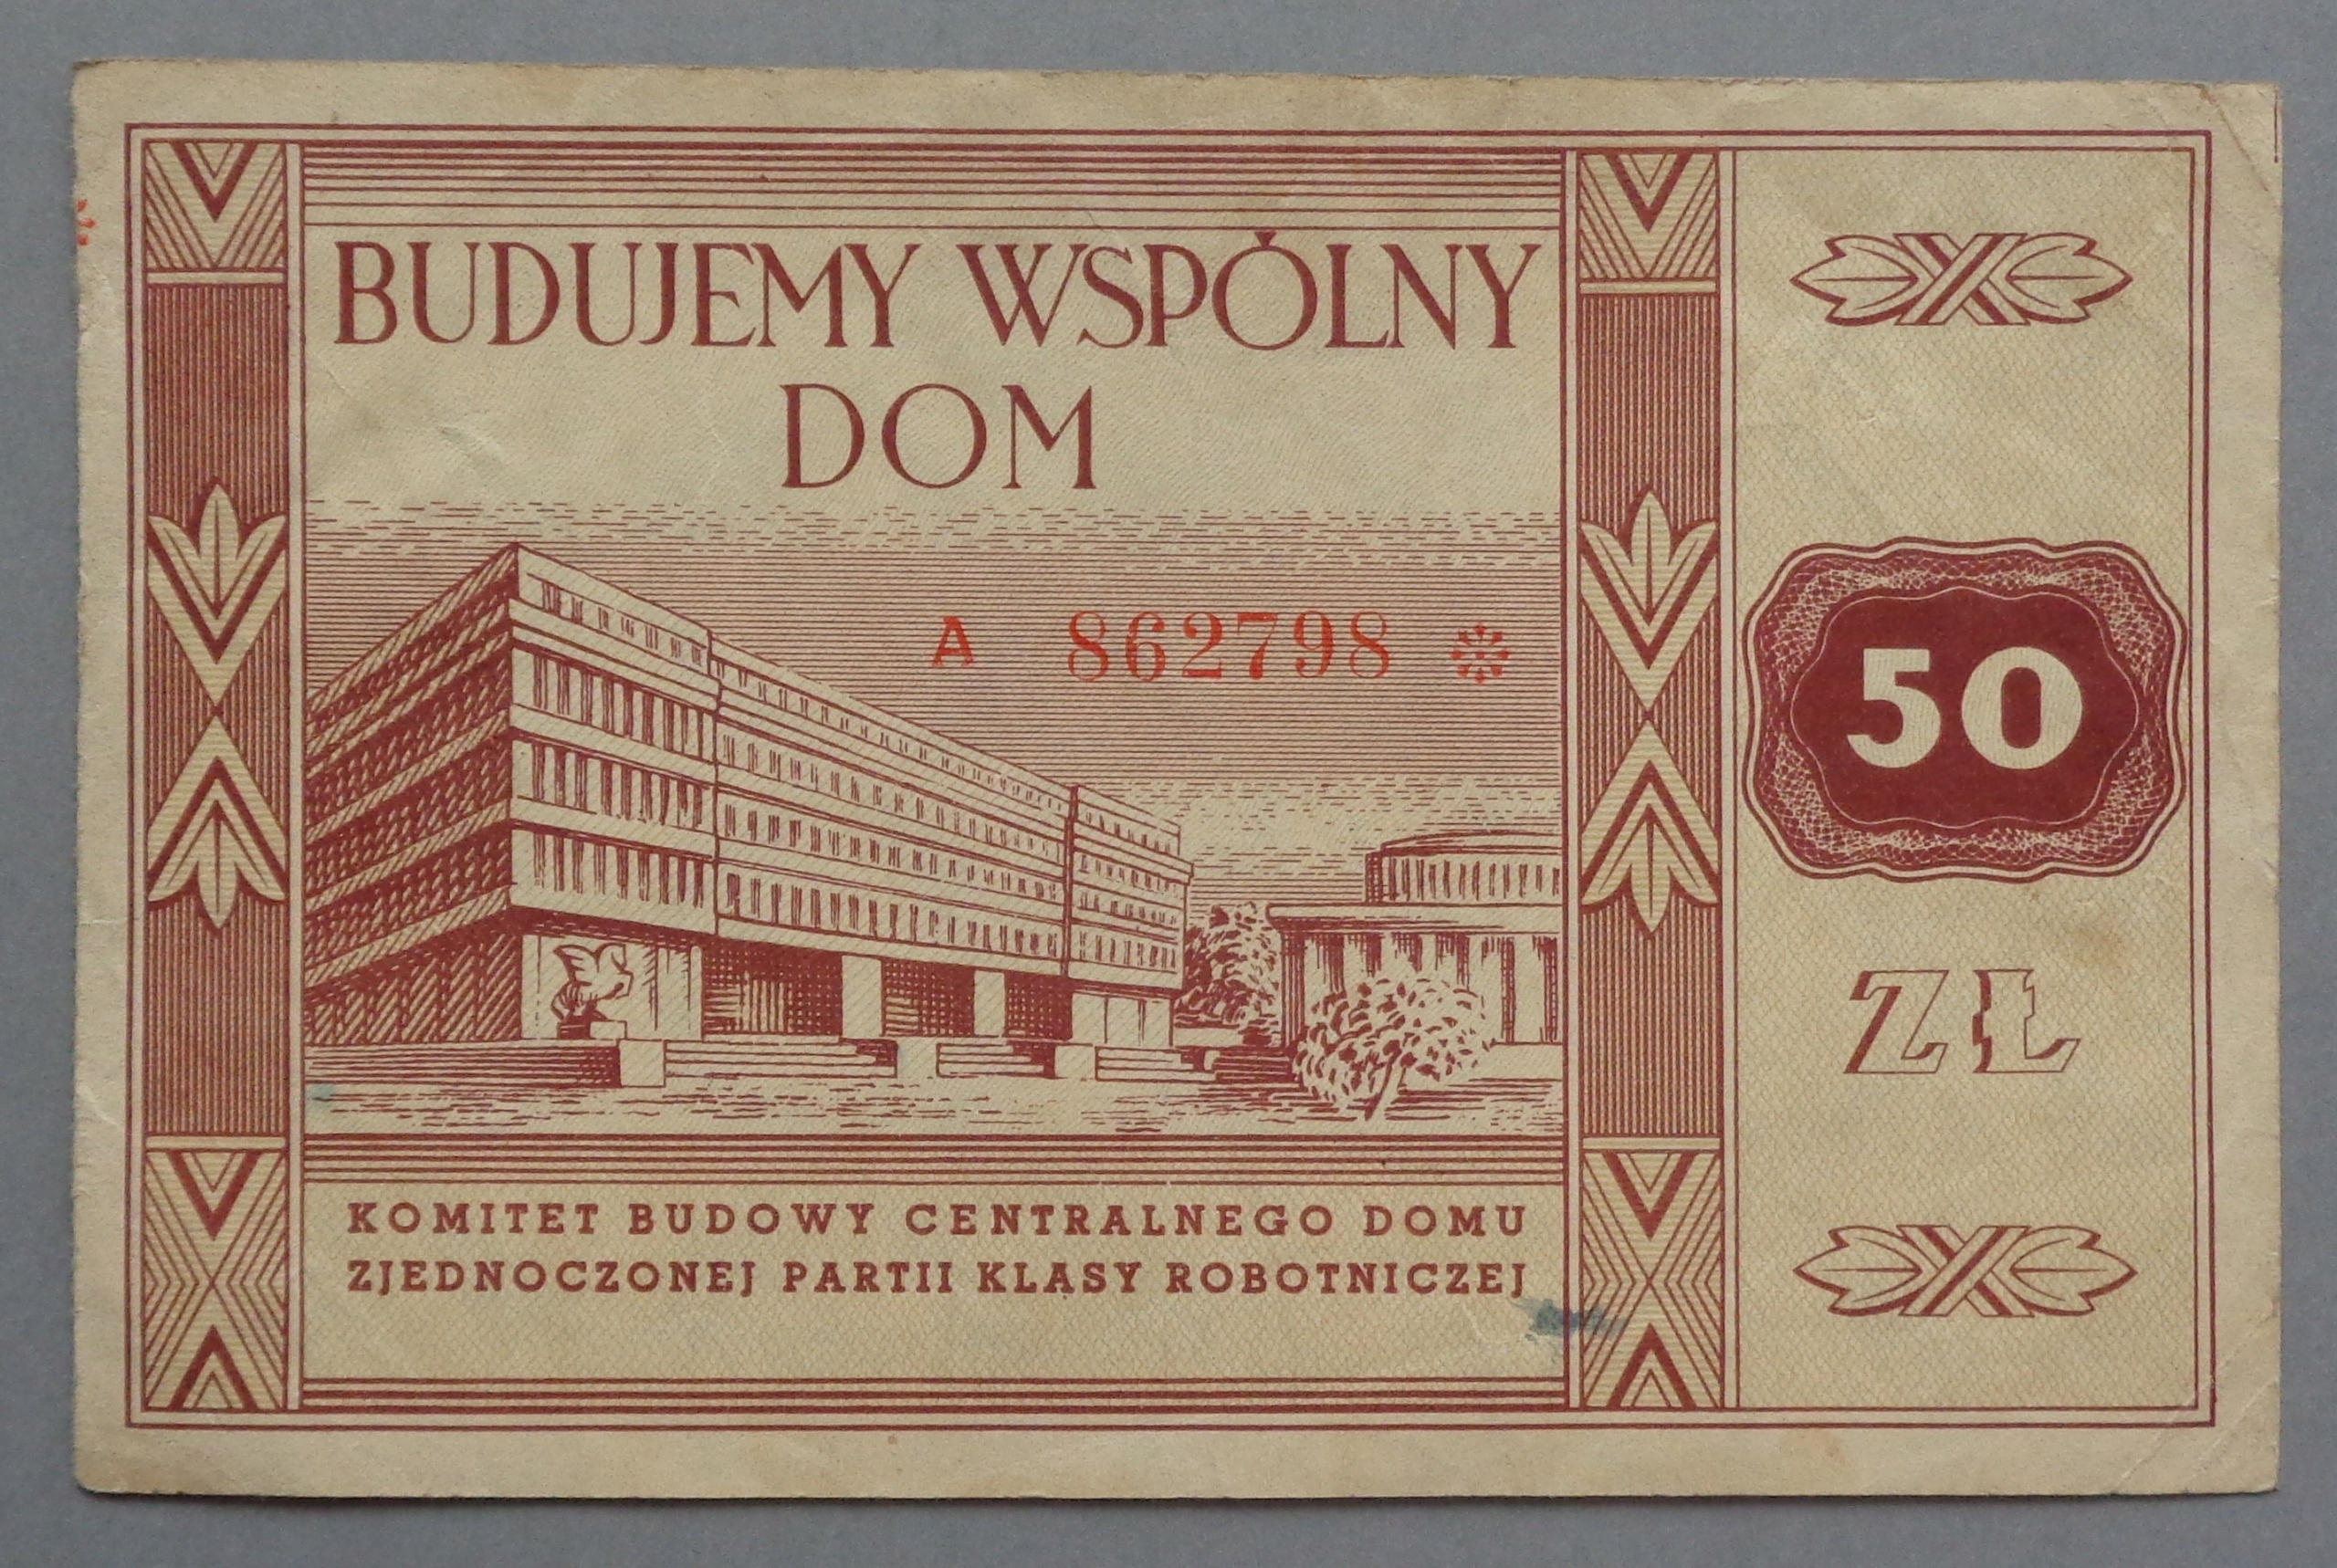 BUDUJEMY WSPÓLNY
DOM
A 862798
50
ZŁ
KOMITET BUDOWY CENTRALNEGO DOMU
ZJEDNOCZONEJ PARTII KLASY ROBOTNICZEJ